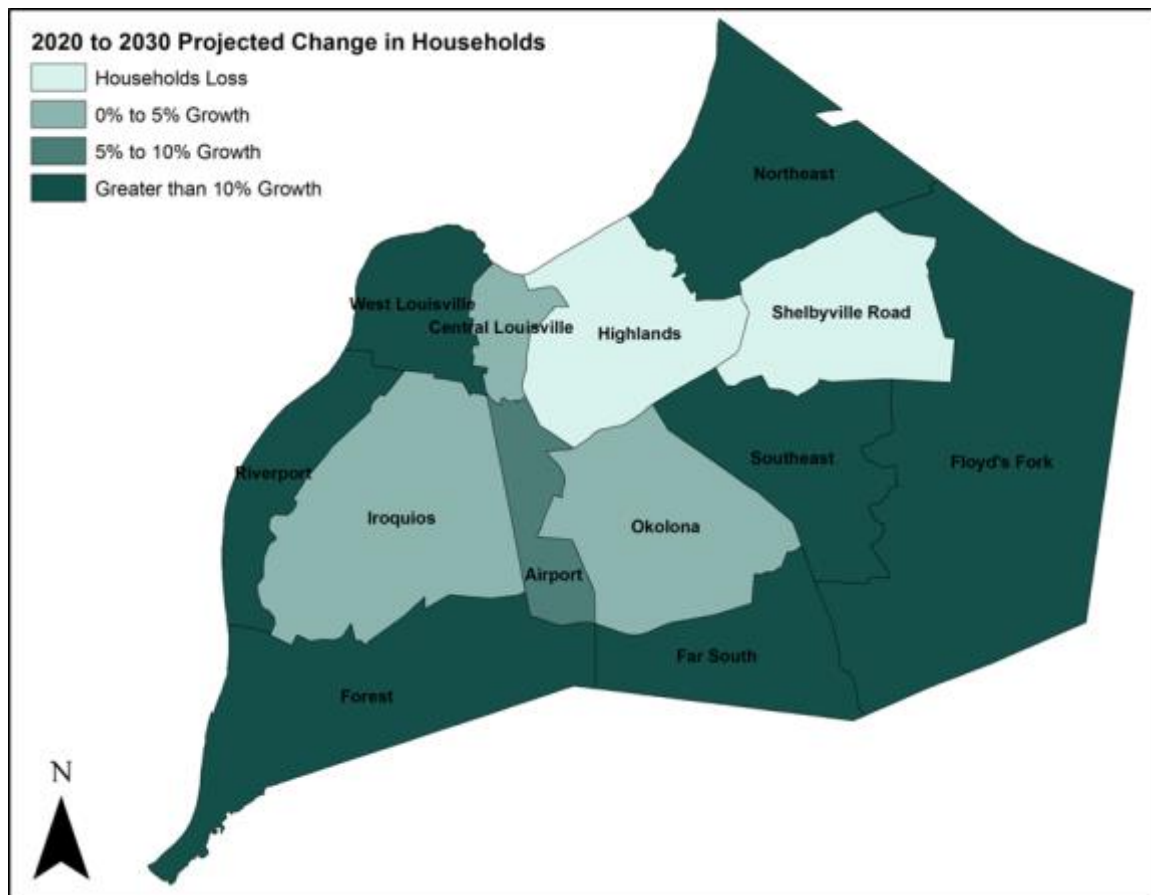 2020 to 2030 Projected Change in Households
Households Loss
0% to 5% Growth
5% to 10% Growth
Greater than 10% Growth
Northeast
West Louisville
Central Louisville
Highlands
Shelbyville Road
Riverport
Iroquios
Okolona
Southeast
Floyd's Fork
Airport
Far South
Forest
N